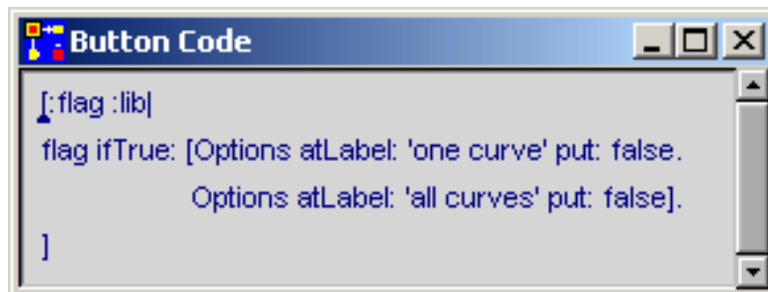 Button Code
[:flag :lib|
flag ifTrue: [Options atLabel: 'one curve' put: false.
Options atLabel: 'all curves' put: false].
]